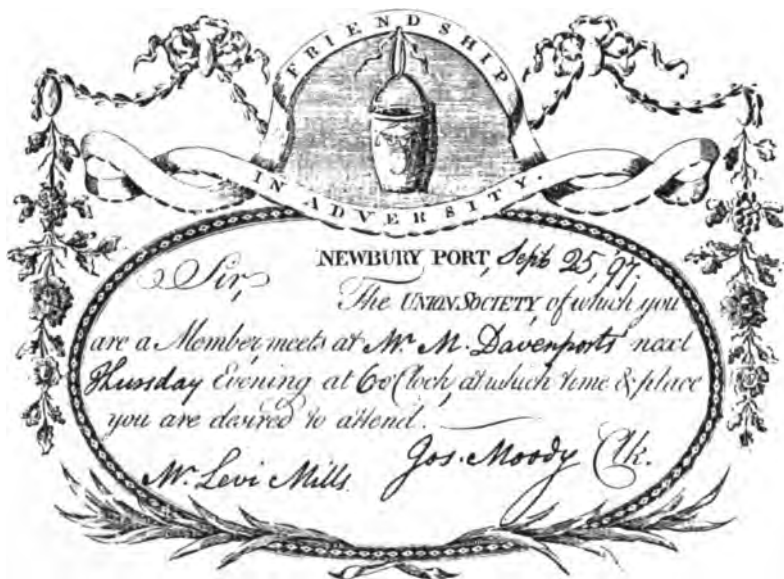 FRIENDSHIP
IN ADVERSITY.
NEWBURY PORT, Sept 25, 97,
Sir,
The UNION SOCIETY, of which you
are a Member, meets at Mr. M. Davenports next
Thursday Evening at 6 o'Clock, at which time & place
you are desired to attend.
Jos. Moody Clk.
Mr. Levi Mills.